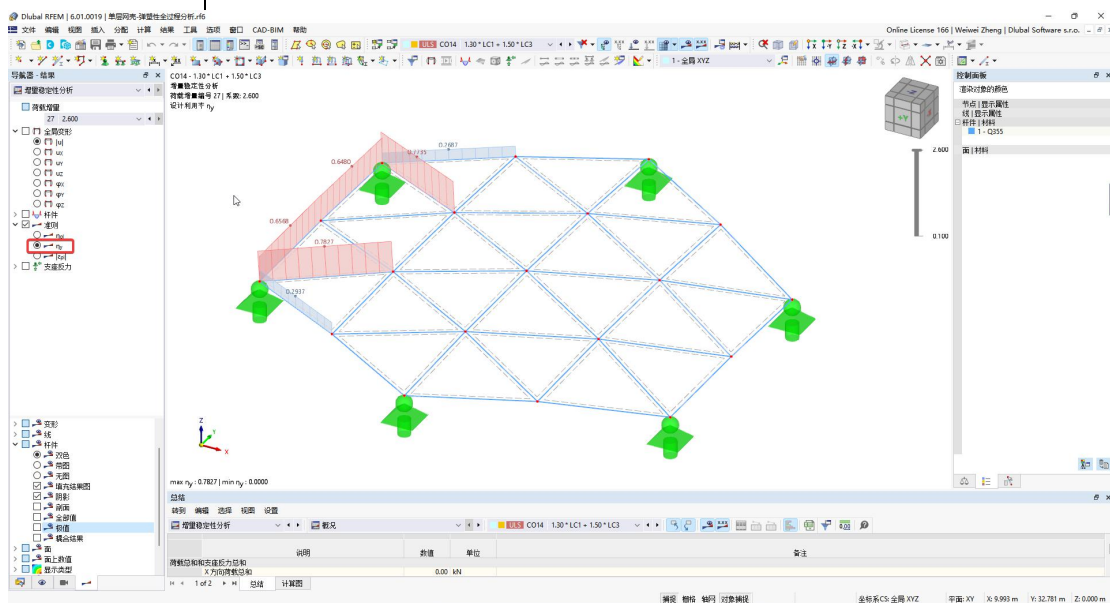 Dlubal RFEM | 6.01.0019 | 单层网壳-弹塑性全过程分析.rf6
文件 编辑 视图 插入 分配 计算 结果 工具 选项 窗口 CAD-BIM 帮助
Online License 166 | Weiwei Zheng | Dlubal Software s.r.o.
ULS CO14 1.30 * LC1 + 1.50 * LC3
1 - 全局 XYZ
导航器 - 结果
增量稳定性分析
荷载增量
27 2.600
全局变形
|u|
uX
uY
uZ
φX
φY
φZ
杆件
准则
ηpl
ηy
|εp|
支座反力
变形
线
杆件
双色
带图
无图
填充结果图
阴影
剖面
全部值
极值
耦合结果
面
面上数值
显示类型
CO14 - 1.30 * LC1 + 1.50 * LC3
增量稳定性分析
荷载增量编号 27 | 系数: 2.600
设计利用率 ηy
0.7687
0.7735
0.6480
0.6568
0.7827
0.2937
Z
Y
X
+Y
max ηy : 0.7827 | min ηy : 0.0000
控制面板
渲染对象的颜色
节点 | 显示属性
线 | 显示属性
杆件 | 材料
1 - Q355
面 | 材料
2.600
0.100
总结
转到 编辑 选择 视图 设置
增量稳定性分析 概况 ULS CO14 1.30 * LC1 + 1.50 * LC3
说明 数值 单位 备注
荷载总和和支座反力总和
X 方向荷载总和 0.00 kN
1 of 2 总结 计算图
捕捉 栅格 轴网 对象捕捉 坐标系CS: 全局 XYZ 平面: XY X: 9.993 m Y: 32.781 m Z: 0.000 m